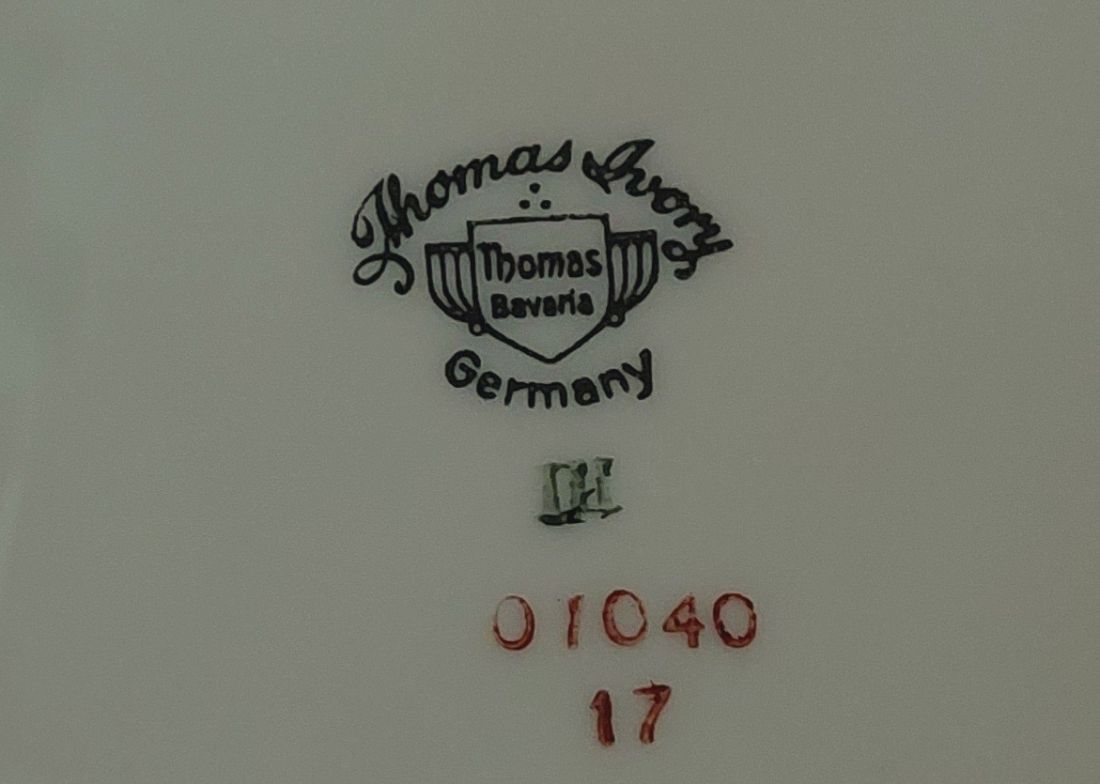 Thomas Ivory
Thomas
Bavaria
Germany
01040
17